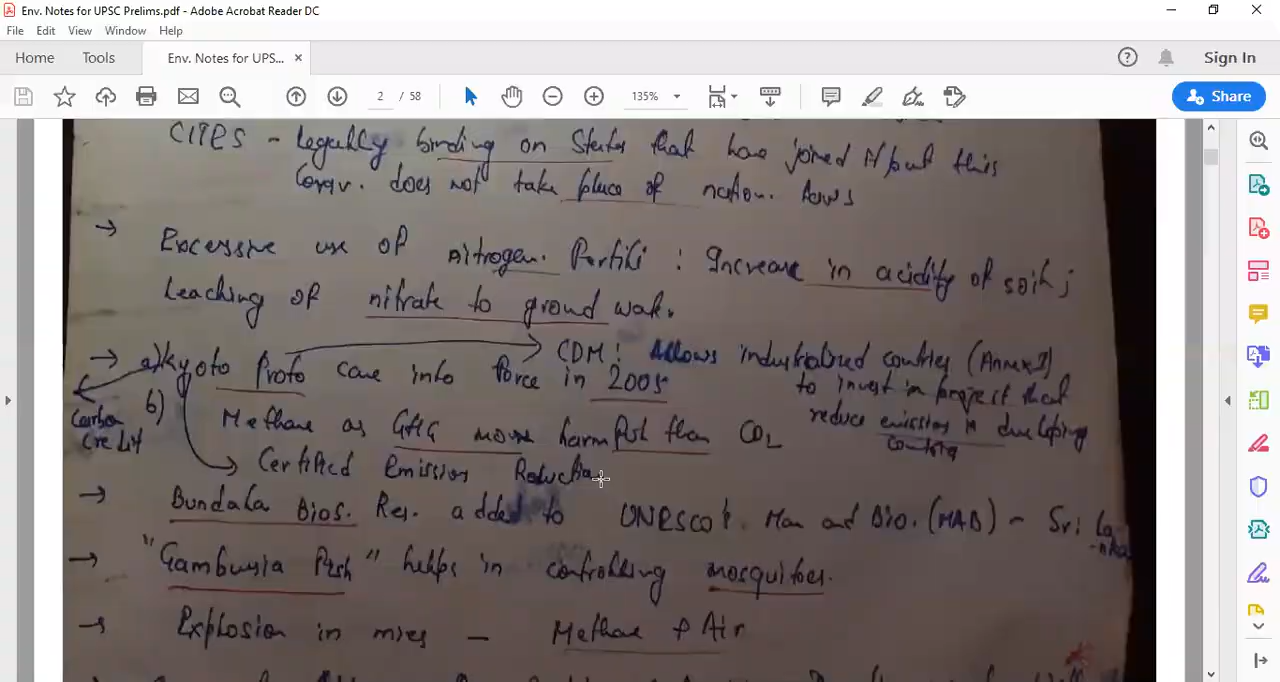 Env. Notes for UPSC Prelims.pdf - Adobe Acrobat Reader DC
File Edit View Window Help
Home Tools Env. Notes for UPS... × Sign In
2 / 58 135% Share
CITES - Legally binding on States that have joined it but this
Conv. does not take place of nation. laws
→ Excessive use of nitrogen. Fertili : Increase in acidity of soil;
Leaching of nitrate to ground wat.
→ a) Kyoto Proto came into force in 2005
CDM: Allows industrialized countries (Annex I)
to invest in project that
reduce emission in developing
country
Carbon
Credit
b) Methane as GHG more harmful than CO2
→ Certified Emission Reduction
→ Bundala Bios. Res. added to UNESCO's Man and Bio. (MAB) - Sri La
-nka
→ "Gambusia Fish" helps in controlling mosquitoes.
→ Explosion in mines - Methane + Air